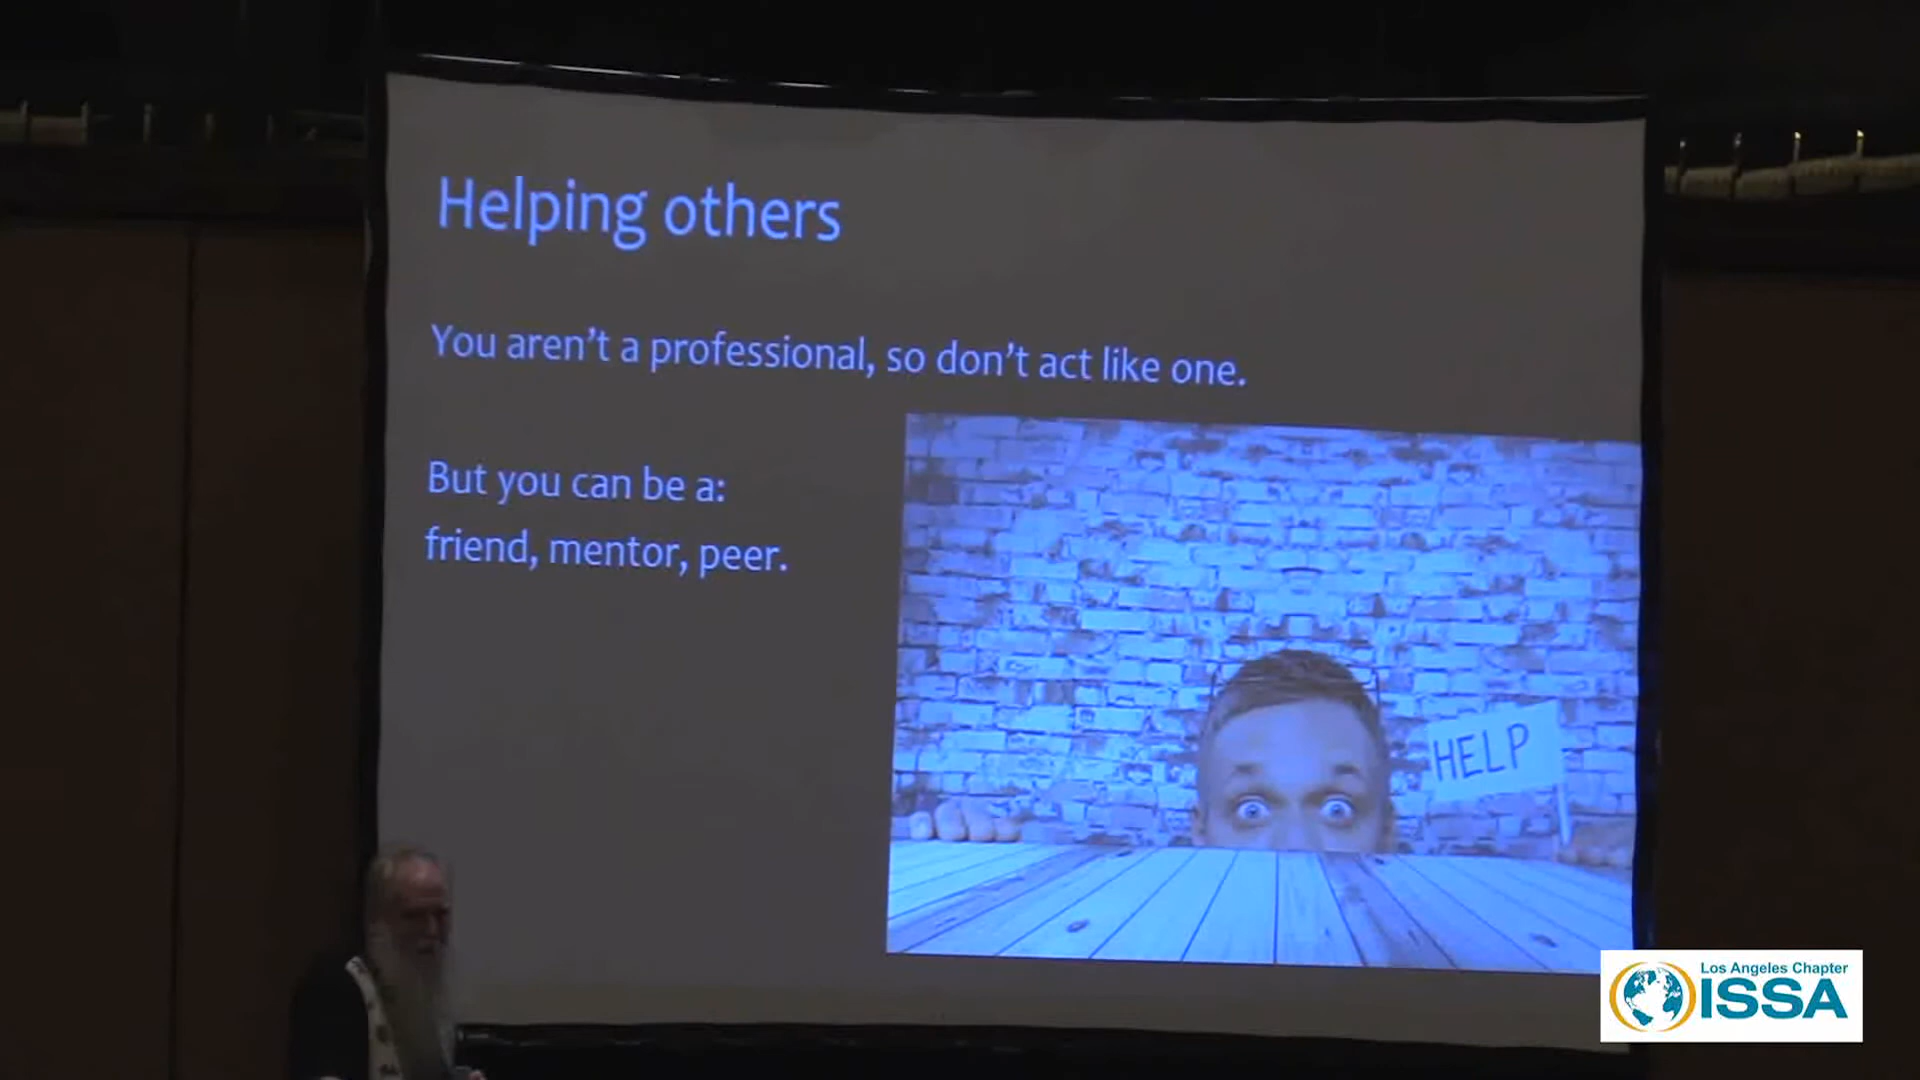 Helping others
You aren't a professional, so don't act like one.
But you can be a:
friend, mentor, peer.
HELP
Los Angeles Chapter
ISSA